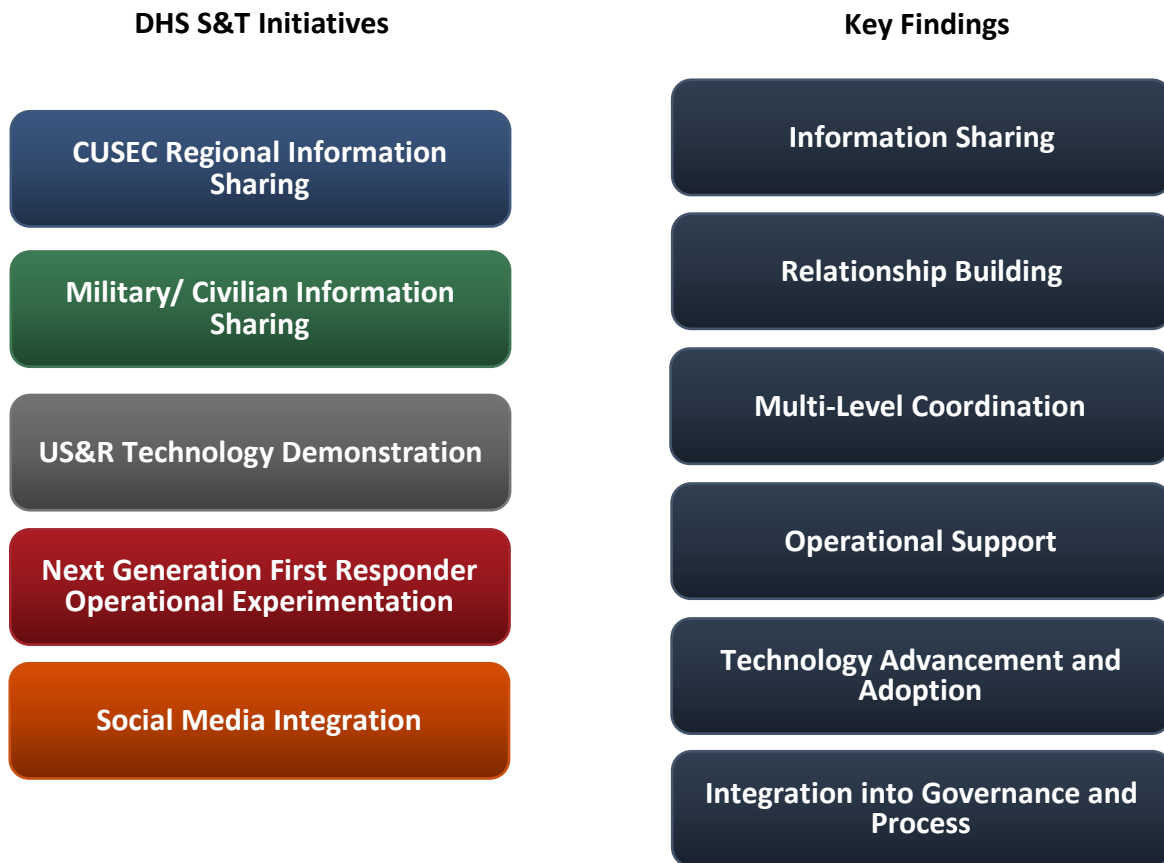 DHS S&T Initiatives
CUSEC Regional Information
Sharing
Military/ Civilian Information
Sharing
US&R Technology Demonstration
Next Generation First Responder
Operational Experimentation
Social Media Integration
Key Findings
Information Sharing
Relationship Building
Multi-Level Coordination
Operational Support
Technology Advancement and
Adoption
Integration into Governance and
Process